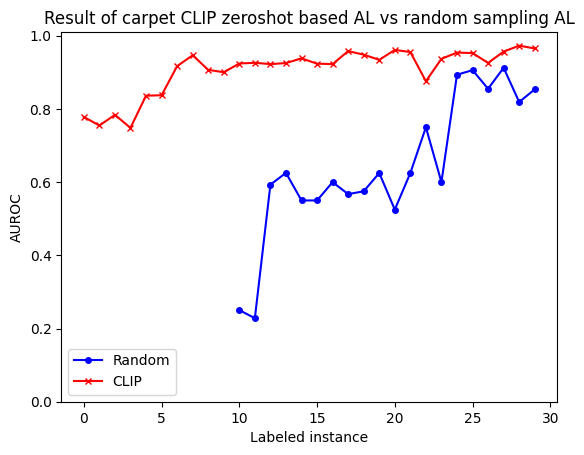 Result of carpet CLIP zeroshot based AL vs random sampling AL
AUROC
1.0
0.8
0.6
0.4
0.2
0.0
Random
CLIP
0 5 10 15 20 25 30
Labeled instance